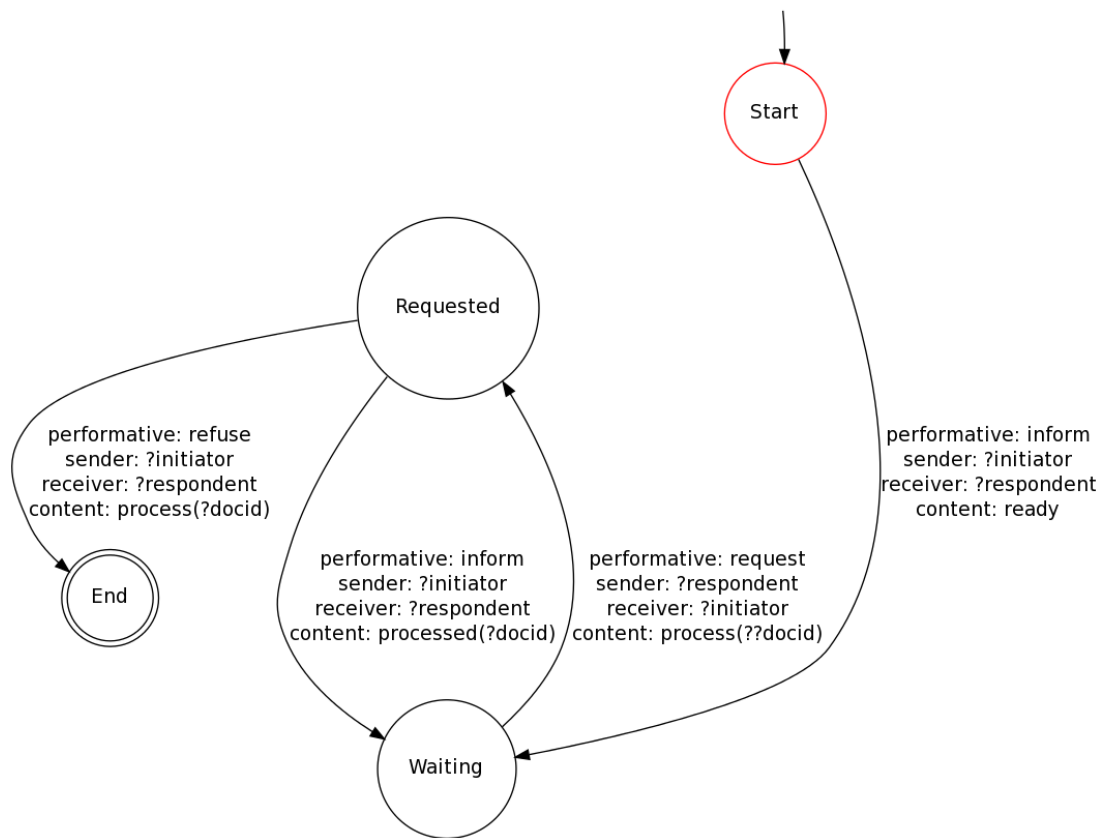 Start
Requested
performative: refuse
sender: ?initiator
receiver: ?respondent
content: process(?docid)
performative: inform
sender: ?initiator
receiver: ?respondent
content: ready
performative: inform
sender: ?initiator
receiver: ?respondent
content: processed(?docid)
performative: request
sender: ?respondent
receiver: ?initiator
content: process(??docid)
End
Waiting